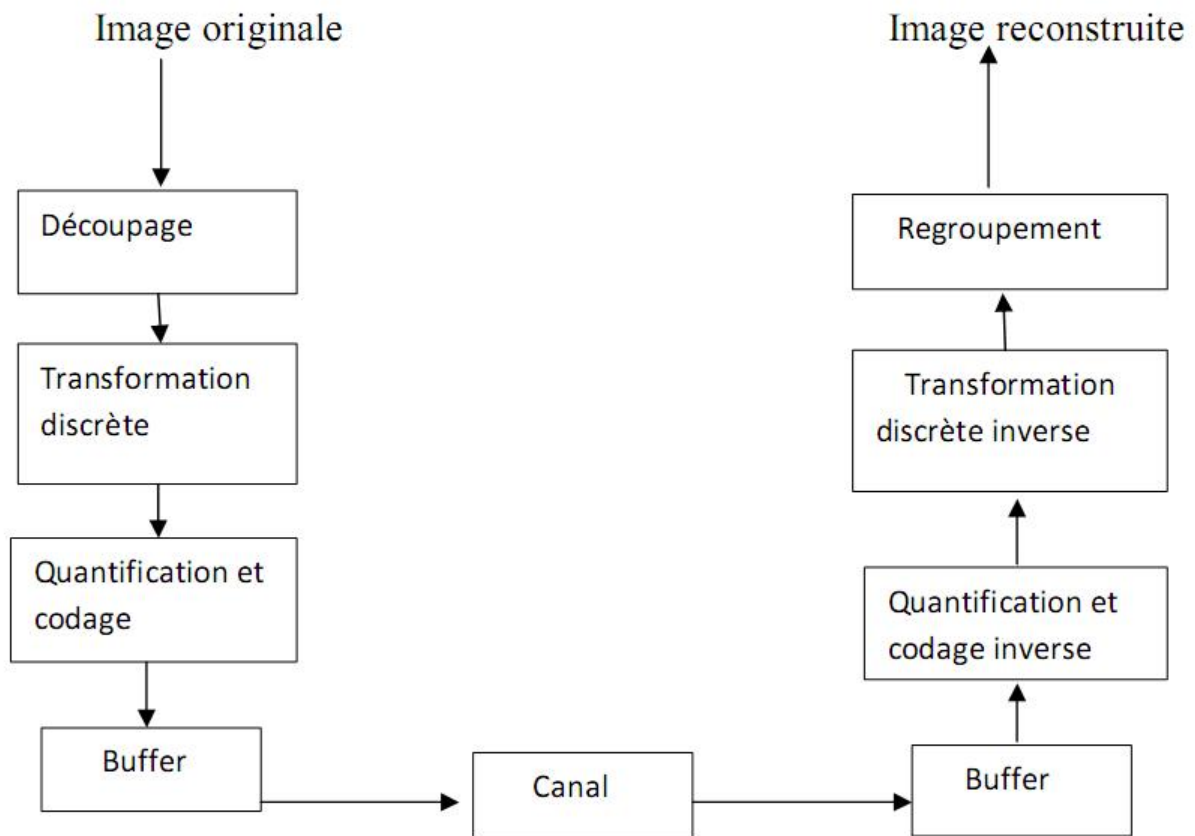 Image originale
Découpage
Transformation
discrète
Quantification et
codage
Buffer
Canal
Buffer
Quantification et
codage inverse
Transformation
discrète inverse
Regroupement
Image reconstruite